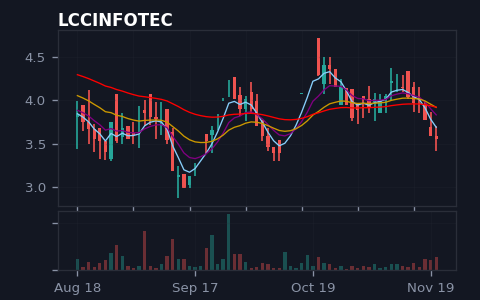 LCCINFOTEC
4.5
4.0
3.5
3.0
Aug 18
Sep 17
Oct 19
Nov 19